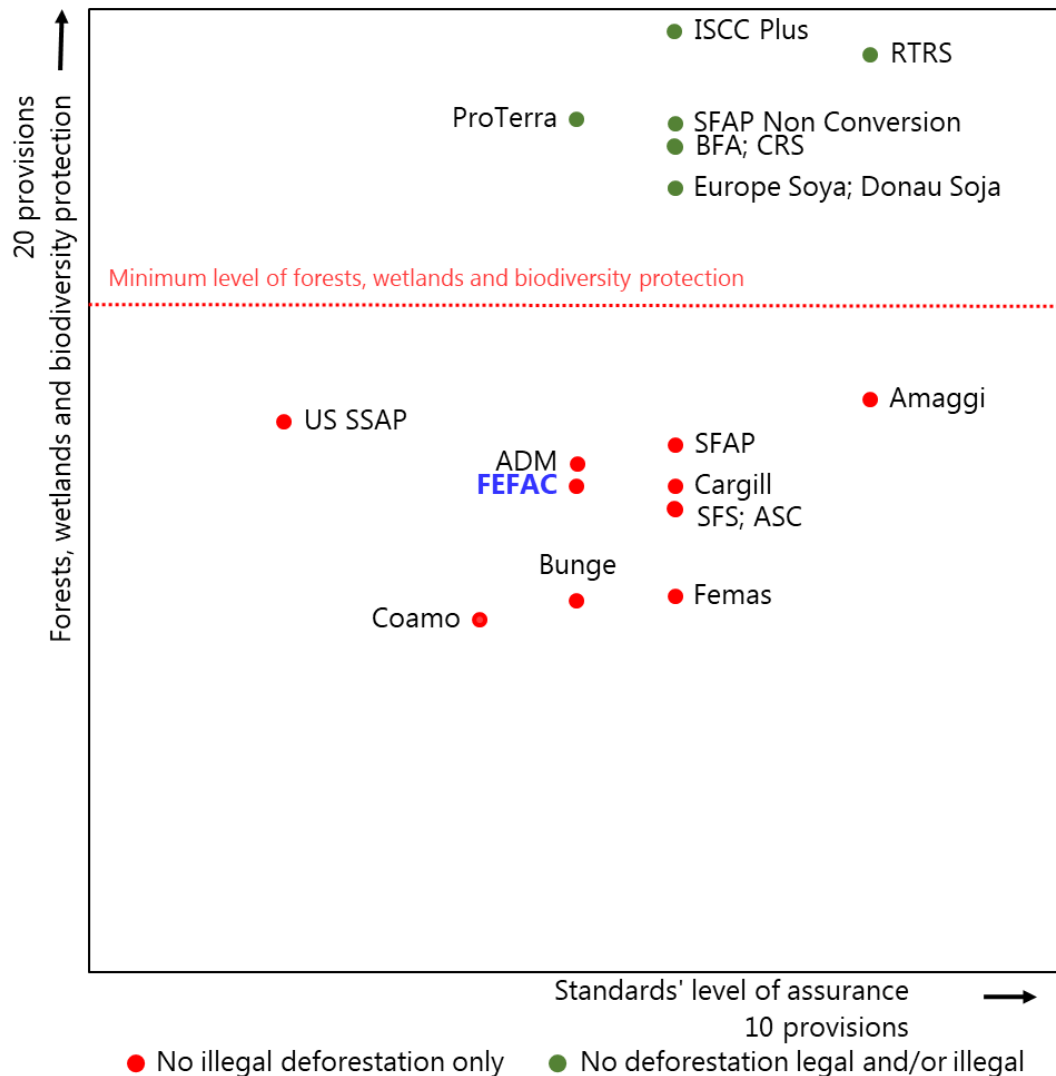 ISCC Plus
RTRS
ProTerra
SFAP Non Conversion
BFA; CRS
Europe Soya; Donau Soja
20 provisions
Forests, wetlands and biodiversity protection
Minimum level of forests, wetlands and biodiversity protection
Amaggi
US SSAP
SFAP
ADM
FEFAC
Cargill
SFS; ASC
Bunge
Femas
Coamo
Standards' level of assurance
10 provisions
No illegal deforestation only
No deforestation legal and/or illegal